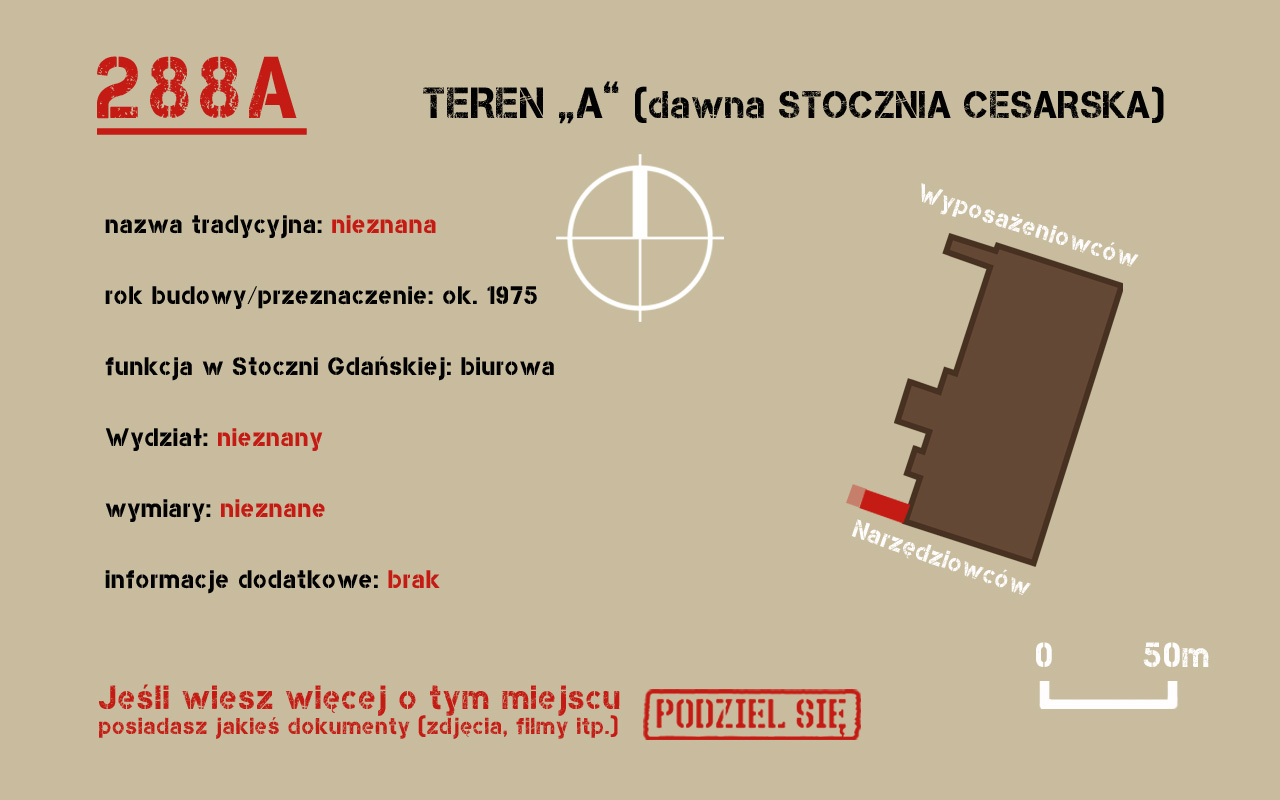 288A
TEREN „A“ (dawna STOCZNIA CESARSKA)
nazwa tradycyjna: nieznana
rok budowy/przeznaczenie: ok. 1975
funkcja w Stoczni Gdańskiej: biurowa
Wydział: nieznany
wymiary: nieznane
informacje dodatkowe: brak
Wyposażeniowców
Narzędziowców
0 50m
Jeśli wiesz więcej o tym miejscu
posiadasz jakieś dokumenty (zdjęcia, filmy itp.)
PODZIEL SIĘ